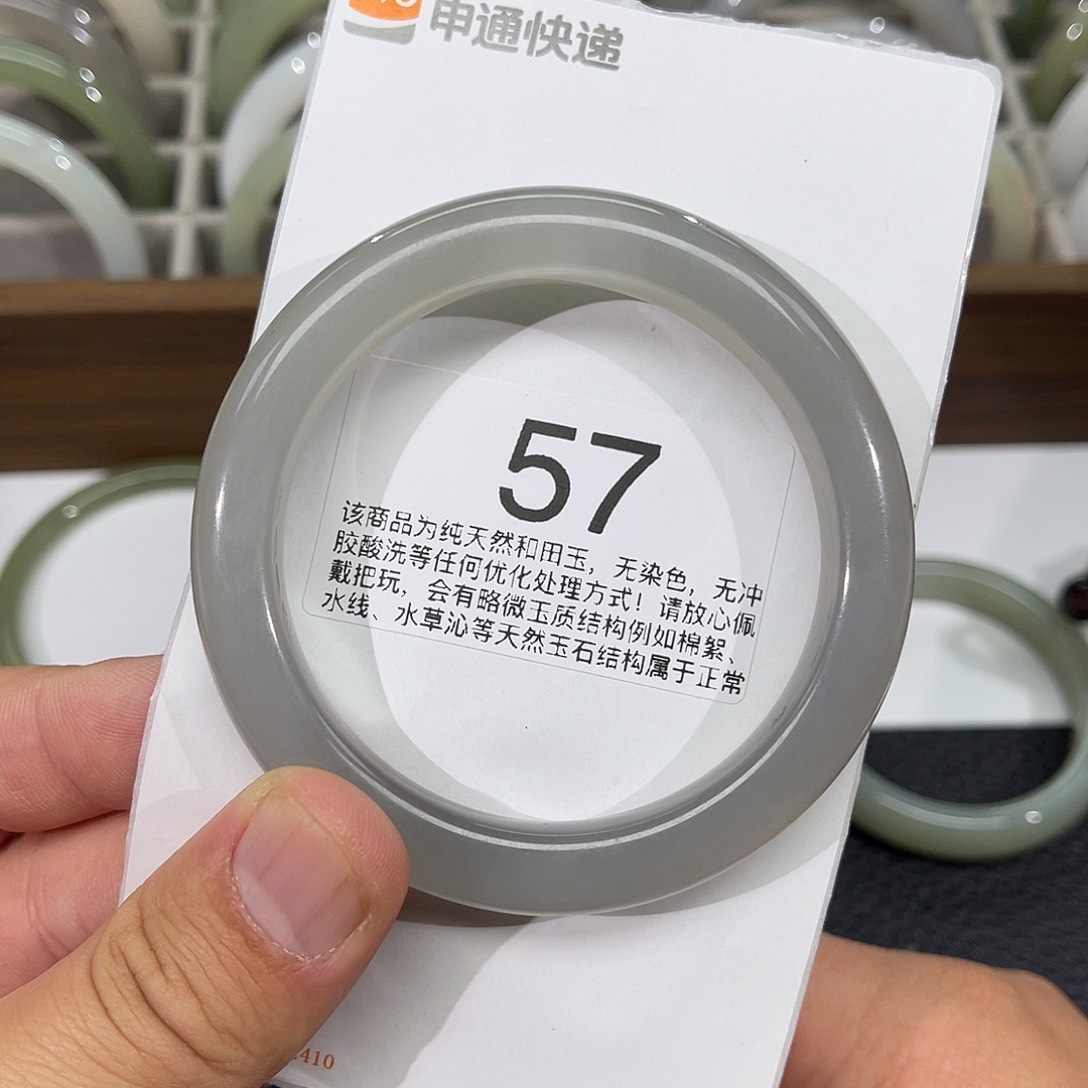 申通快递
57
该商品为纯天然和田玉，无染色，无冲
胶酸洗等任何优化处理方式！请放心佩
戴把玩，会有略微玉质结构例如棉絮、
水线、水草沁等天然玉石结构属于正常
410